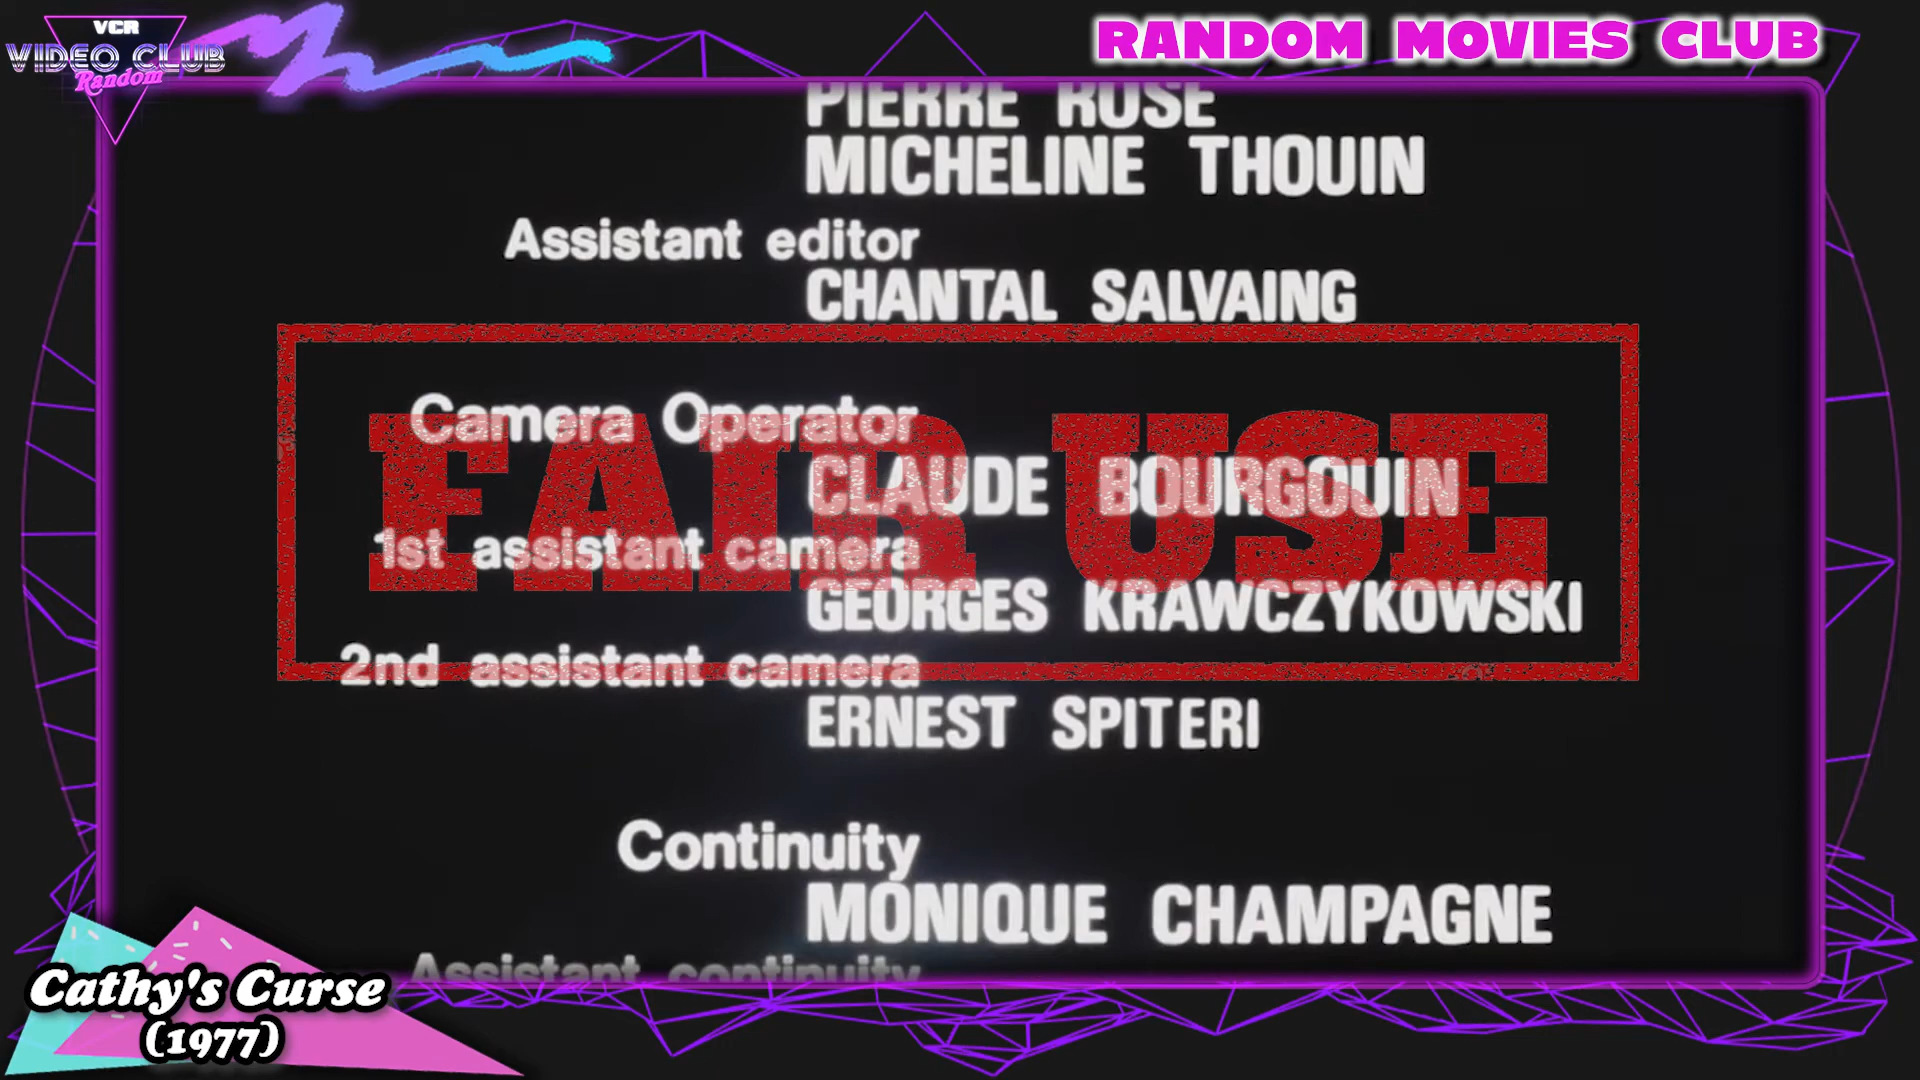 VCR
VIDEO CLUB
Random
RANDOM MOVIES CLUB
PIERRE ROSE
MICHELINE THOUIN
Assistant editor
CHANTAL SALVAING
Camera Operator
FAIR USE
CLAUDE BOURGOUIN
1st assistant camera
GEORGES KRAWCZYKOWSKI
2nd assistant camera
ERNEST SPITERI
Continuity
MONIQUE CHAMPAGNE
Assistant continuity
Cathy's Curse
(1977)